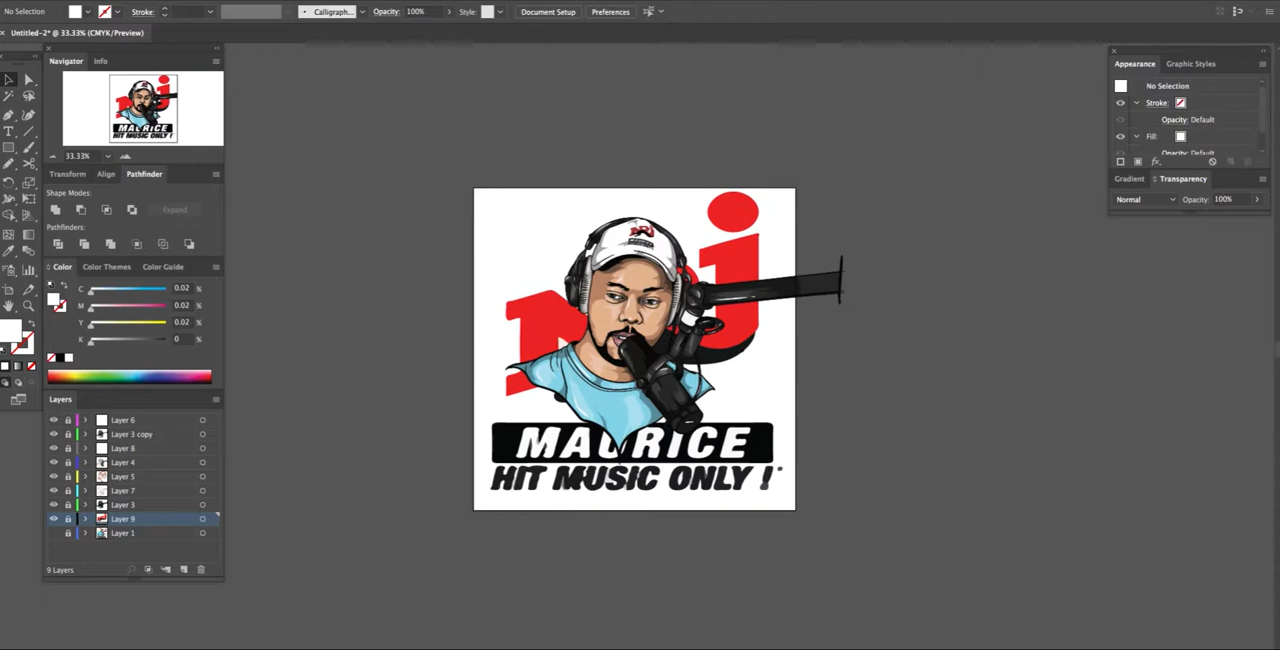 No Selection Stroke: Calligraph... Opacity: 100% Style: Document Setup Preferences
Untitled-2* @ 33.33% (CMYK/Preview)
Navigator Info
Appearance Graphic Styles
No Selection
Stroke:
Opacity: Default
Fill:
Opacity: Default
fx
33.33%
Transform Align Pathfinder
Gradient Transparency
Shape Modes:
Normal Opacity: 100%
Expand
Pathfinders:
Color Color Themes Color Guide
C 0.02 %
M 0.02 %
Y 0.02 %
K 0 %
Layers
Layer 6
Layer 3 copy
Layer 8
Layer 4
Layer 5
Layer 7
Layer 3
Layer 9
Layer 1
9 Layers
nrj
MAURICE
HIT MUSIC ONLY !